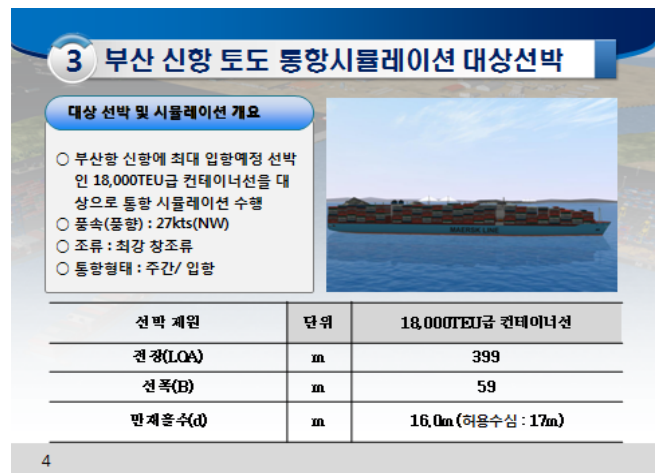 3 부산 신항 토도 통항시뮬레이션 대상선박
대상 선박 및 시뮬레이션 개요
○ 부산항 신항에 최대 입항예정 선박
인 18,000TEU급 컨테이너선을 대
상으로 통항 시뮬레이션 수행
○ 풍속(풍향) : 27kts(NW)
○ 조류 : 최강 창조류
○ 통항형태 : 주간/ 입항
MAERSK LINE
선박 제원 단위 18,000TEU급 컨테이너선
전장(LOA) m 399
선폭(B) m 59
만재흘수(d) m 16.0m (허용수심 : 17m)
4